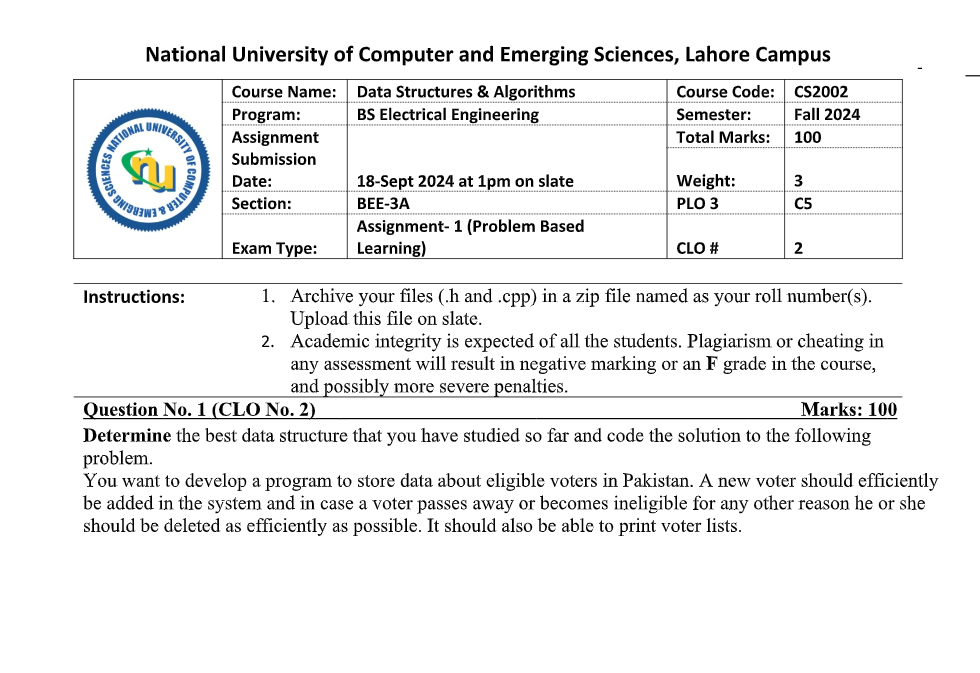 National University of Computer and Emerging Sciences, Lahore Campus
NATIONAL UNIVERSITY OF COMPUTER & EMERGING SCIENCES
nu
Course Name: Data Structures & Algorithms Course Code: CS2002
Program: BS Electrical Engineering Semester: Fall 2024
Assignment Total Marks: 100
Submission
Date: 18-Sept 2024 at 1pm on slate Weight: 3
Section: BEE-3A PLO 3 C5
Assignment- 1 (Problem Based
Exam Type: Learning) CLO # 2
Instructions: 1. Archive your files (.h and .cpp) in a zip file named as your roll number(s).
Upload this file on slate.
2. Academic integrity is expected of all the students. Plagiarism or cheating in
any assessment will result in negative marking or an F grade in the course,
and possibly more severe penalties.
Question No. 1 (CLO No. 2) Marks: 100
Determine the best data structure that you have studied so far and code the solution to the following
problem.
You want to develop a program to store data about eligible voters in Pakistan. A new voter should efficiently
be added in the system and in case a voter passes away or becomes ineligible for any other reason he or she
should be deleted as efficiently as possible. It should also be able to print voter lists.